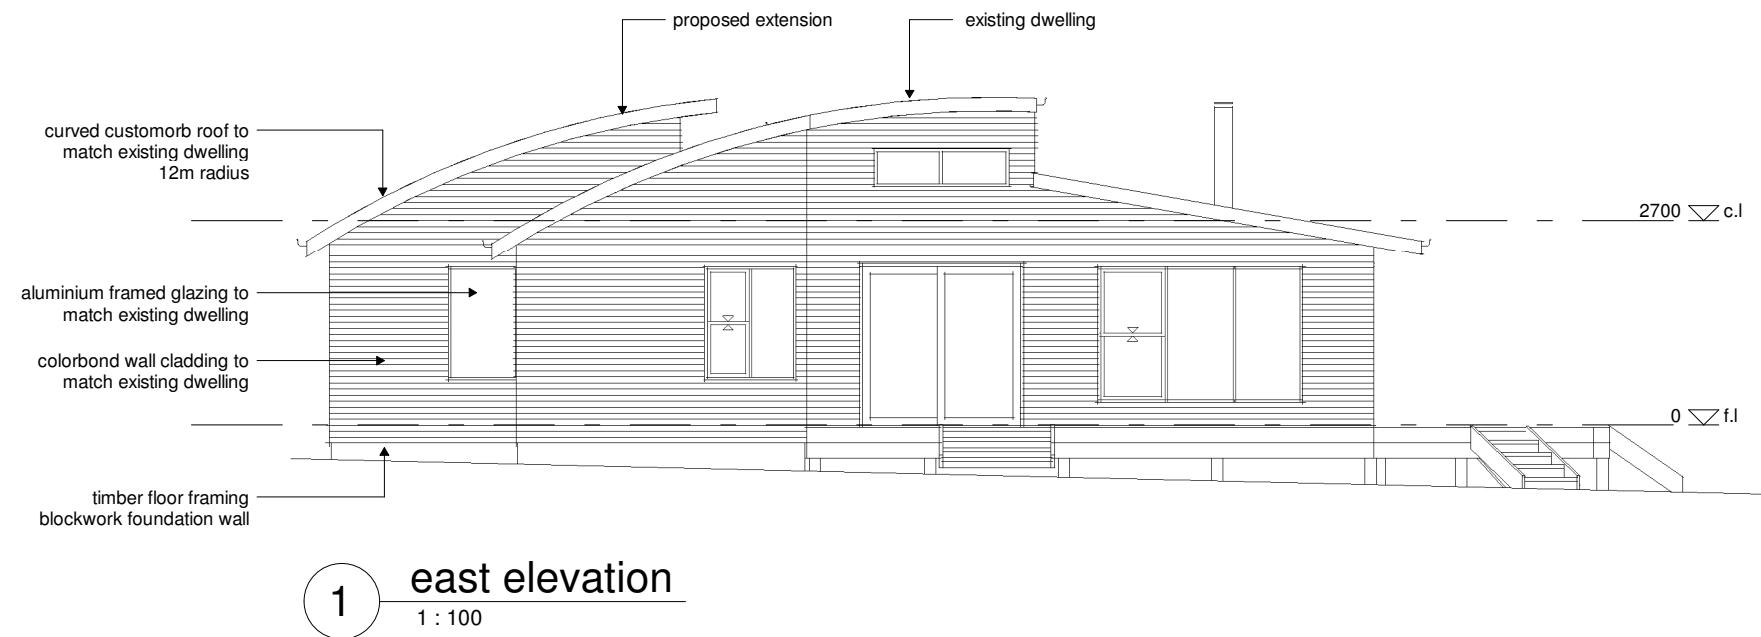 proposed extension
existing dwelling
curved customorb roof to
match existing dwelling
12m radius
2700 c.l
aluminium framed glazing to
match existing dwelling
colorbond wall cladding to
match existing dwelling
0 f.l
timber floor framing
blockwork foundation wall
1 east elevation
1 : 100